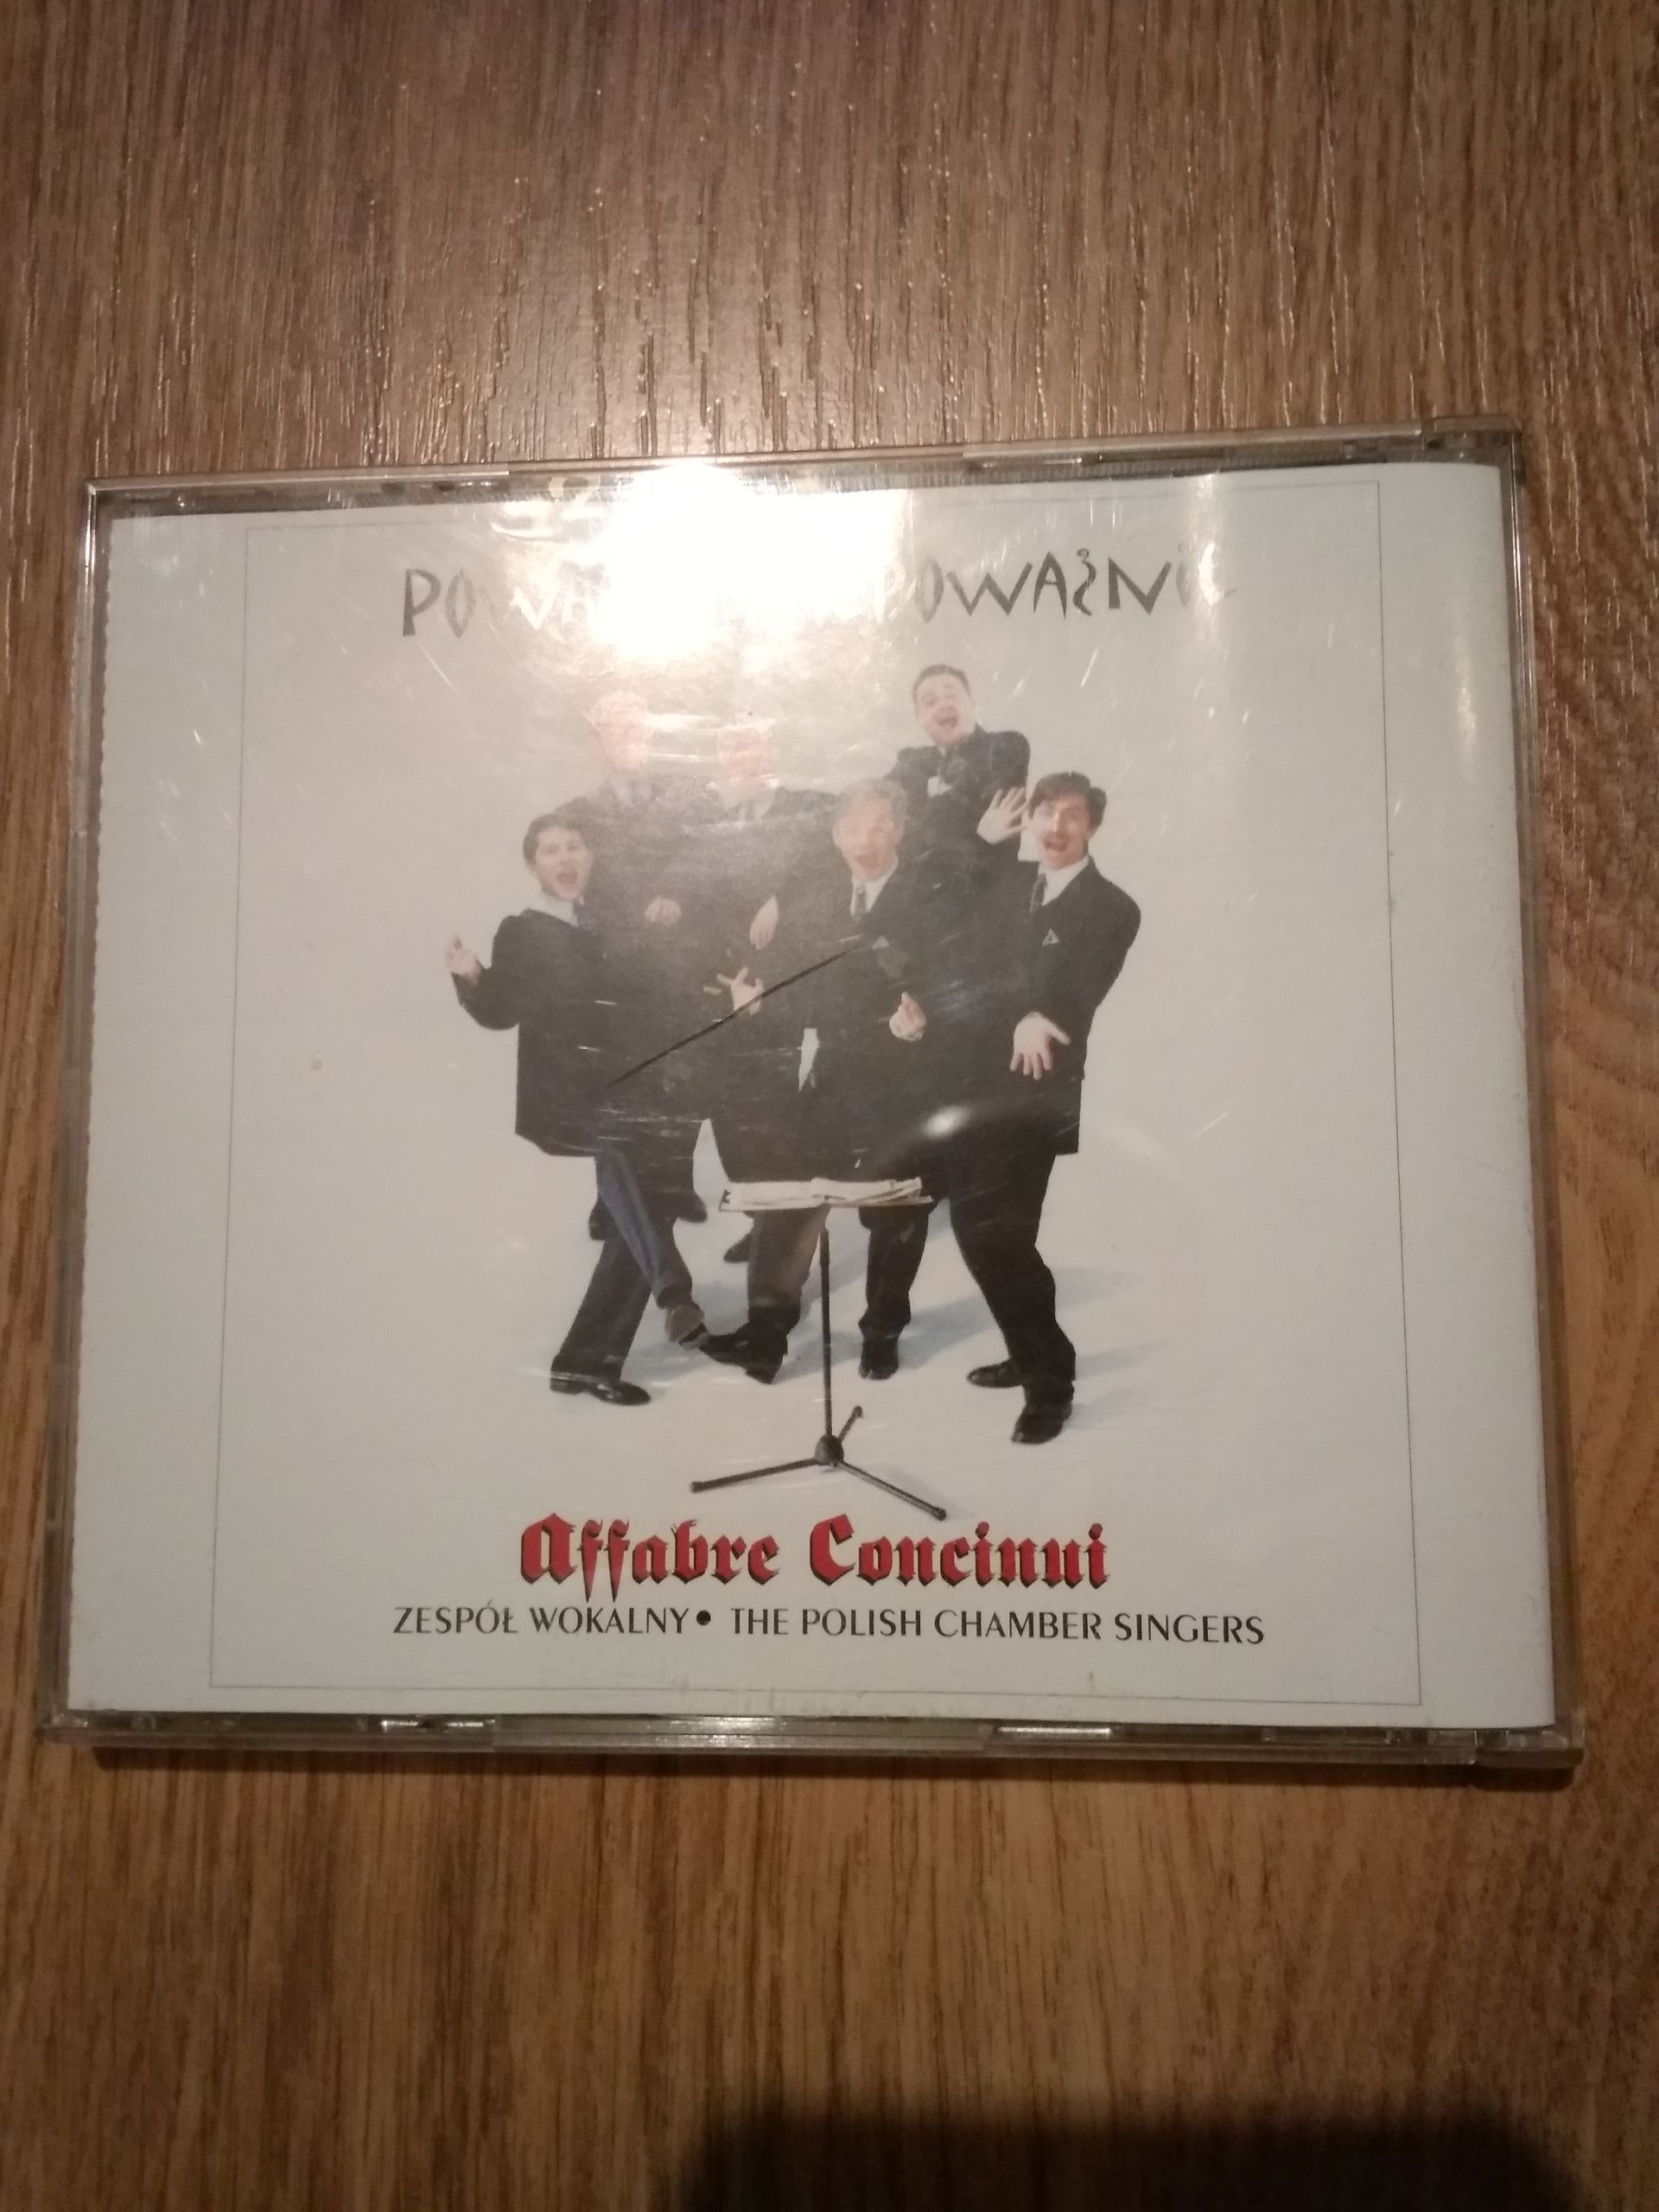 Affabre Concinui
ZESPÓŁ WOKALNY • THE POLISH CHAMBER SINGERS